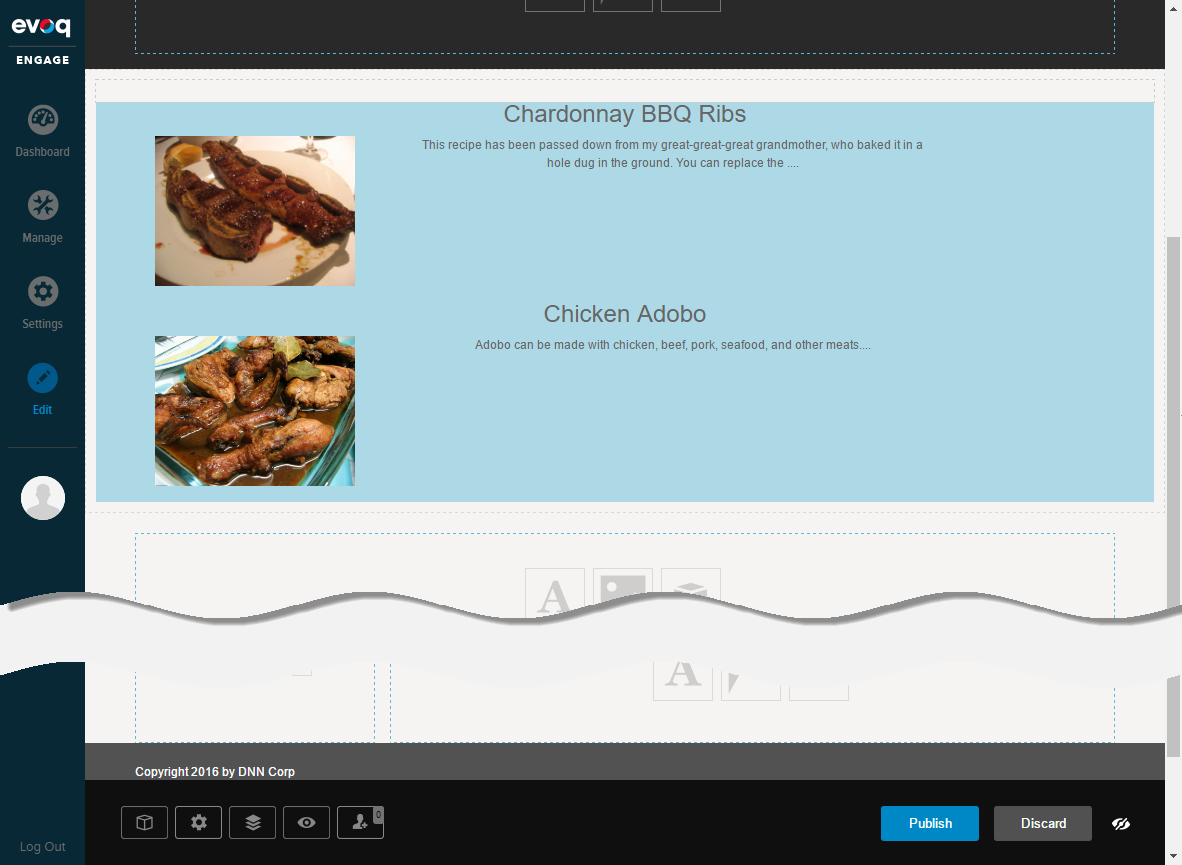 evoq
ENGAGE
Dashboard
Manage
Settings
Edit
Chardonnay BBQ Ribs
This recipe has been passed down from my great-great-great grandmother, who baked it in a
hole dug in the ground. You can replace the ....
Chicken Adobo
Adobo can be made with chicken, beef, pork, seafood, and other meats....
A
A
Copyright 2016 by DNN Corp
0
Publish
Discard
Log Out